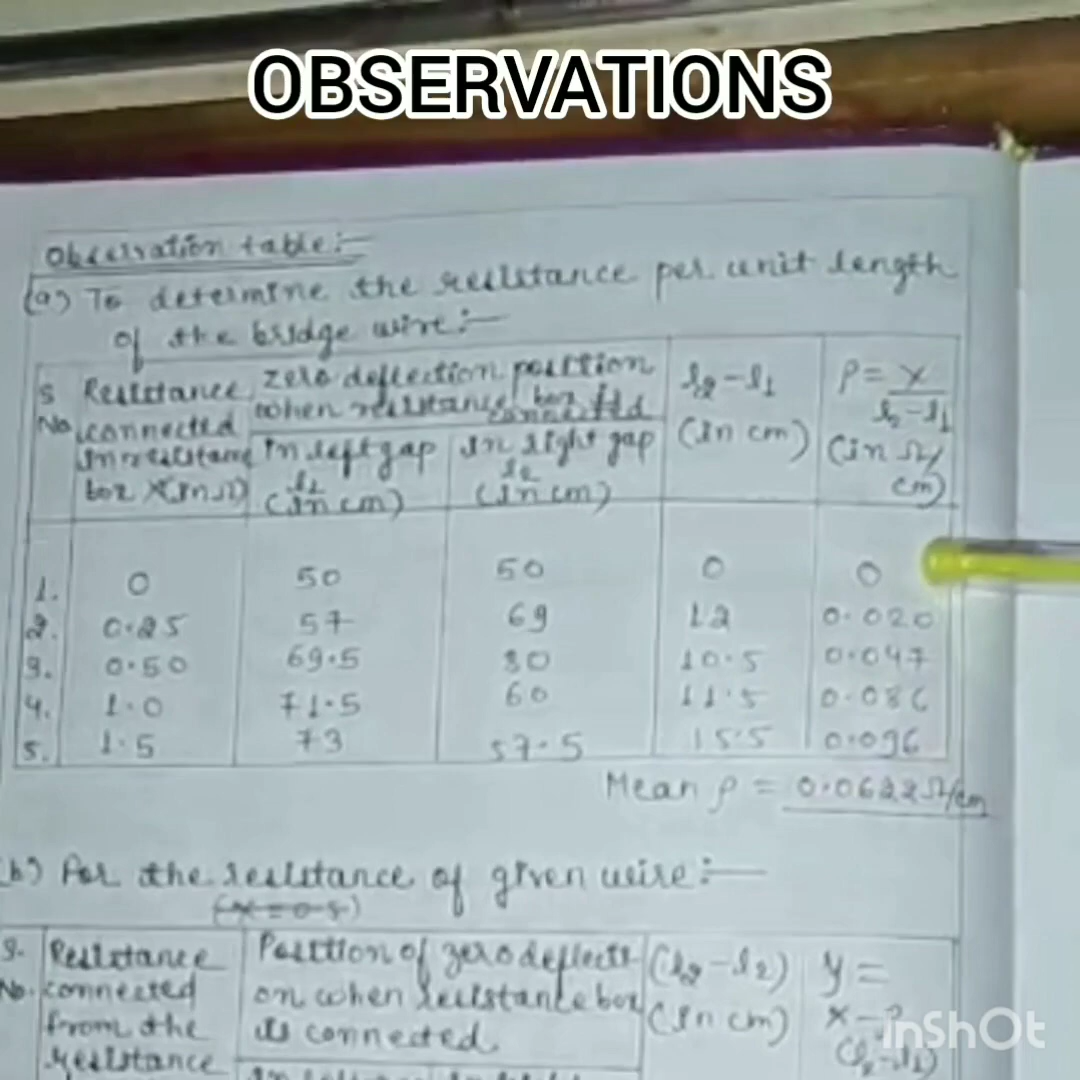 OBSERVATIONS
Observation table:-
(a) To determine the resistance per unit length
of the bridge wire:-
S No. Resistance connected in resistance box X (in Ω)
zero deflection position when resistance box is connected
In left gap l1 (in cm)
In right gap l2 (in cm)
l2-l1 (in cm)
ρ = X / l2-l1 (in Ω/cm)
1. 0 50 50 0 0
2. 0.25 57 69 12 0.020
3. 0.50 69.5 80 10.5 0.047
4. 1.0 71.5 60 11.5 0.086
5. 1.5 73 57.5 15.5 0.096
Mean ρ = 0.0622 Ω/cm
(b) For the resistance of given wire:-
S. No. Resistance connected from the resistance
Position of zero deflection when resistance box is connected.
(l2-l1) (in cm)
y = x-ρ (l2-l1)
InShOt